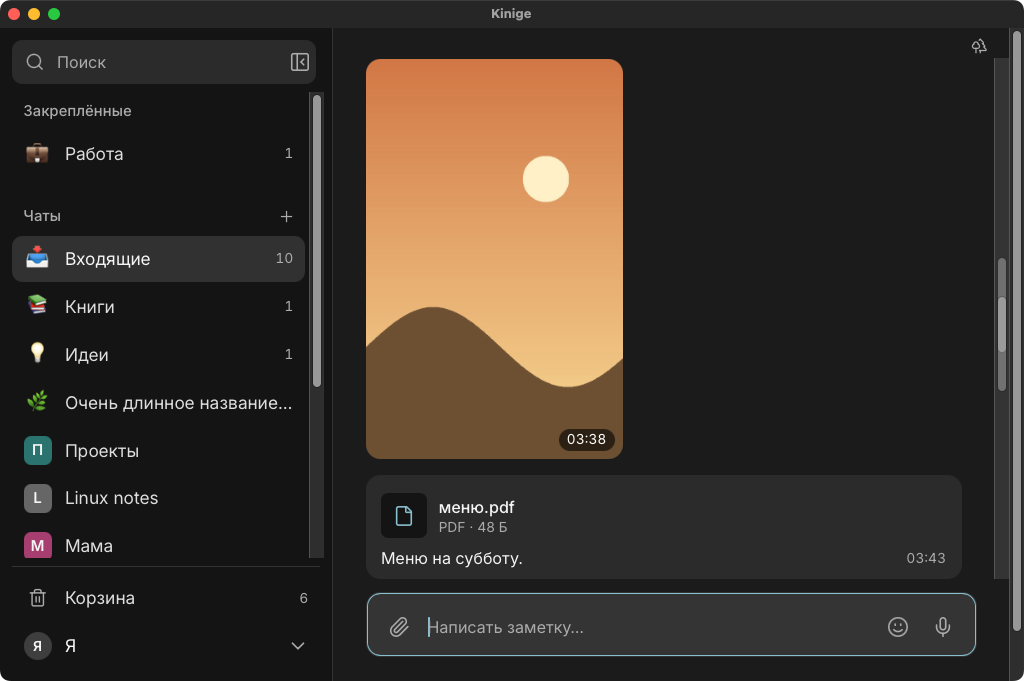 Kinige
Поиск
Закреплённые
Работа 1
Чаты
Входящие 10
Книги 1
Идеи 1
Очень длинное название...
П Проекты
L Linux notes
М Мама
Корзина 6
Я Я
03:38
меню.pdf
PDF · 48 Б
Меню на субботу.
03:43
Написать заметку...